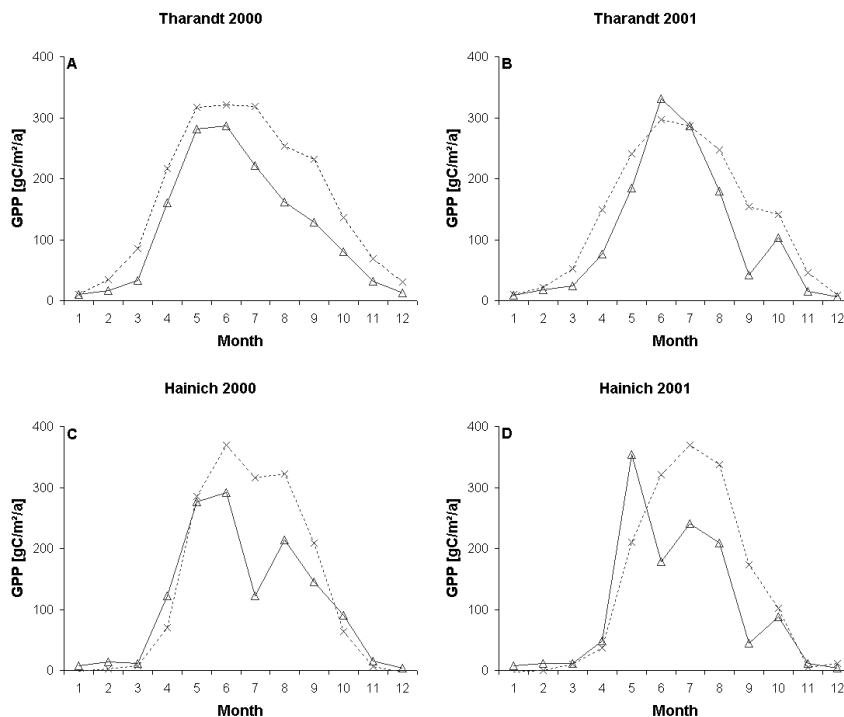 Tharandt 2000
A
400
300
200
100
0
GPP [gC/m²/a]
1 2 3 4 5 6 7 8 9 10 11 12
Month
Tharandt 2001
B
400
300
200
100
0
GPP [gC/m²/a]
1 2 3 4 5 6 7 8 9 10 11 12
Month
Hainich 2000
C
400
300
200
100
0
GPP [gC/m²/a]
1 2 3 4 5 6 7 8 9 10 11 12
Month
Hainich 2001
D
400
300
200
100
0
GPP [gC/m²/a]
1 2 3 4 5 6 7 8 9 10 11 12
Month